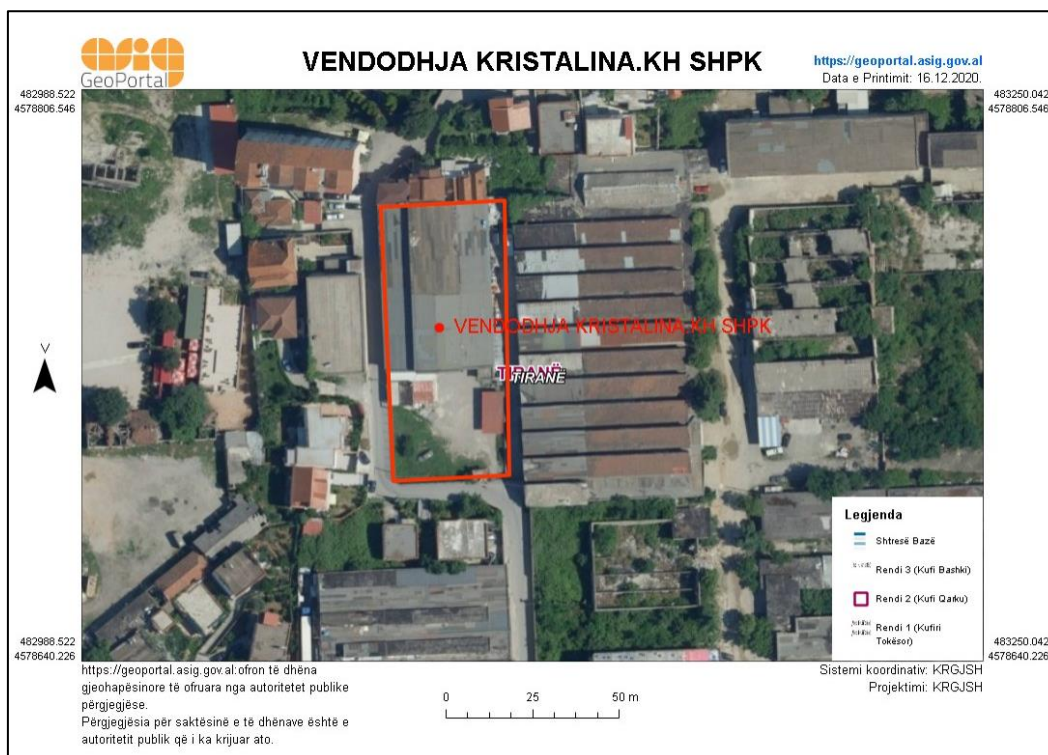 asig
GeoPortal
VENDODHJA KRISTALINA.KH SHPK
https://geoportal.asig.gov.al
Data e Printimit: 16.12.2020.
482988.522
4578806.546
483250.042
4578806.546
V
VENDODHJA KRISTALINA.KH SHPK
TIRANË
TIRANË
Legjenda
Shtresë Bazë
Rendi 3 (Kufi Bashki)
Rendi 2 (Kufi Qarku)
Rendi 1 (Kufiri
Tokësor)
482988.522
4578640.226
483250.042
4578640.226
https://geoportal.asig.gov.al:ofron të dhëna
gjeohapësinore të ofruara nga autoritetet publike
përgjegjëse.
Përgjegjësia për saktësinë e të dhënave është e
autoritetit publik që i ka krijuar ato.
0 25 50 m
Sistemi koordinativ: KRGJSH
Projektimi: KRGJSH